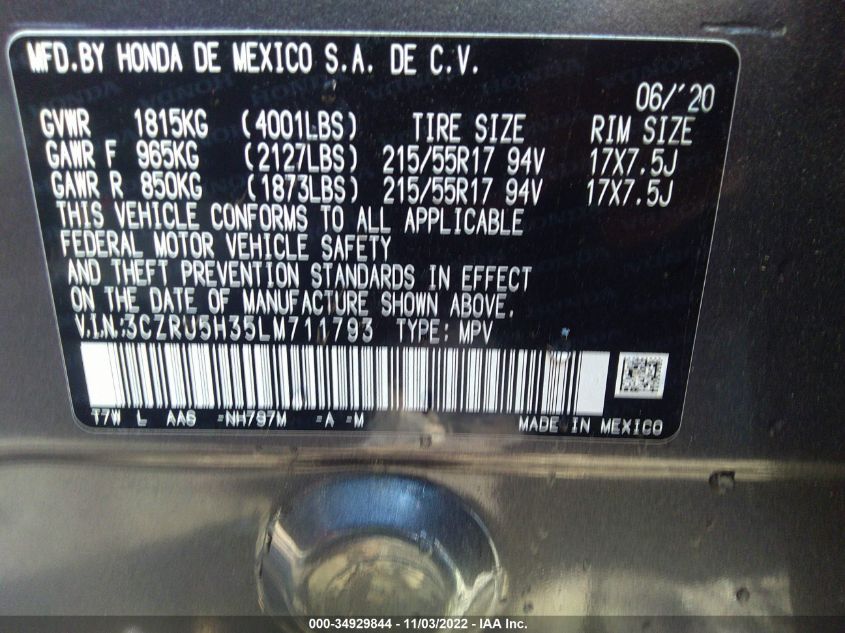 MFD.BY HONDA DE MEXICO S.A. DE C.V.
06/'20
GVWR 1815KG (4001LBS) TIRE SIZE RIM SIZE
GAWR F 965KG (2127LBS) 215/55R17 94V 17X7.5J
GAWR R 850KG (1873LBS) 215/55R17 94V 17X7.5J
THIS VEHICLE CONFORMS TO ALL APPLICABLE
FEDERAL MOTOR VEHICLE SAFETY
AND THEFT PREVENTION STANDARDS IN EFFECT
ON THE DATE OF MANUFACTURE SHOWN ABOVE.
V.I.N:3CZRU5H35LM711793 TYPE:MPV
T7W L AAS -NH797M -A -M MADE IN MEXICO
000-34929844 - 11/03/2022 - IAA Inc.